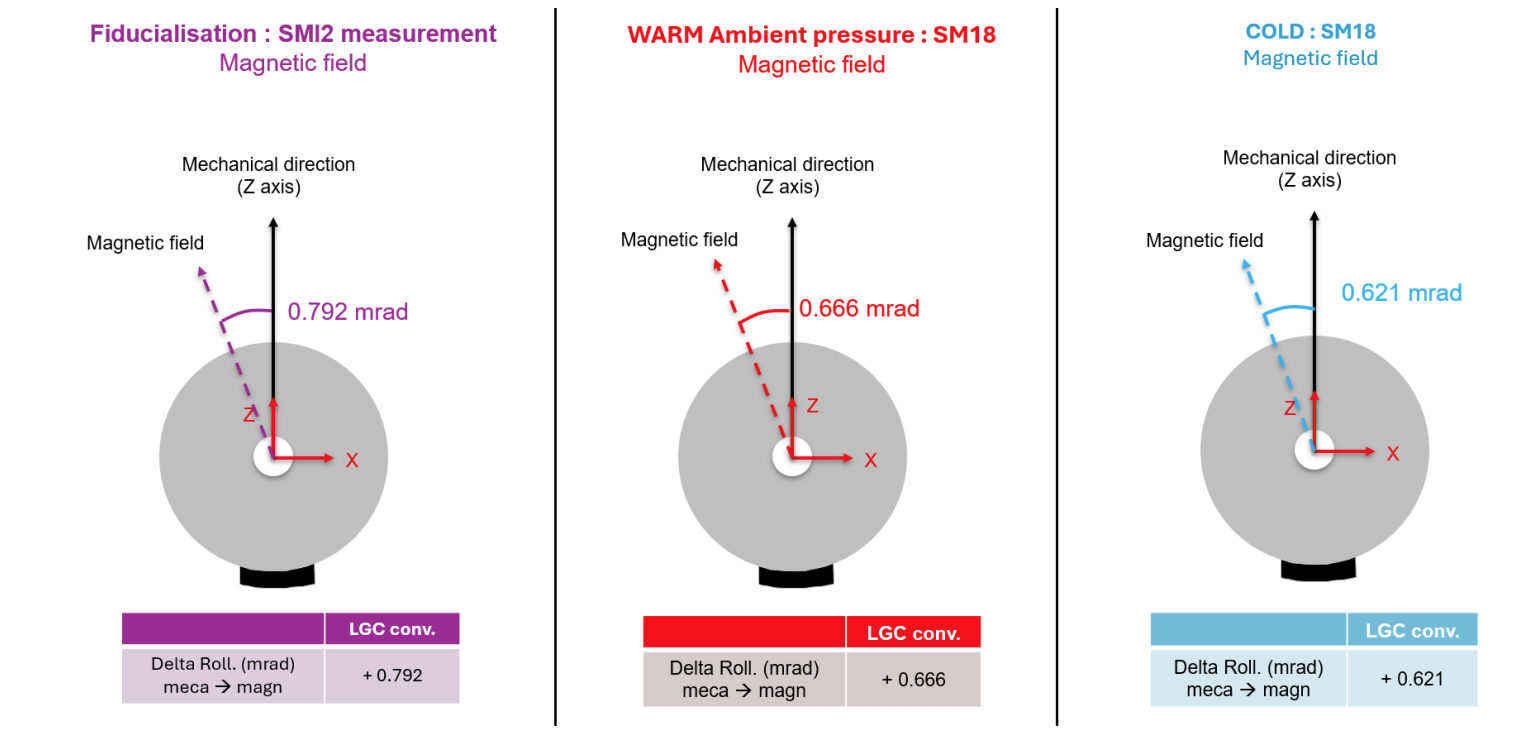 Fiducialisation : SMI2 measurement
Magnetic field
Mechanical direction
(Z axis)
Magnetic field
0.792 mrad
Z
X
LGC conv.
Delta Roll. (mrad)
meca → magn
+ 0.792
WARM Ambient pressure : SM18
Magnetic field
Mechanical direction
(Z axis)
Magnetic field
0.666 mrad
Z
X
LGC conv.
Delta Roll. (mrad)
meca → magn
+ 0.666
COLD : SM18
Magnetic field
Mechanical direction
(Z axis)
Magnetic field
0.621 mrad
Z
X
LGC conv.
Delta Roll. (mrad)
meca → magn
+ 0.621